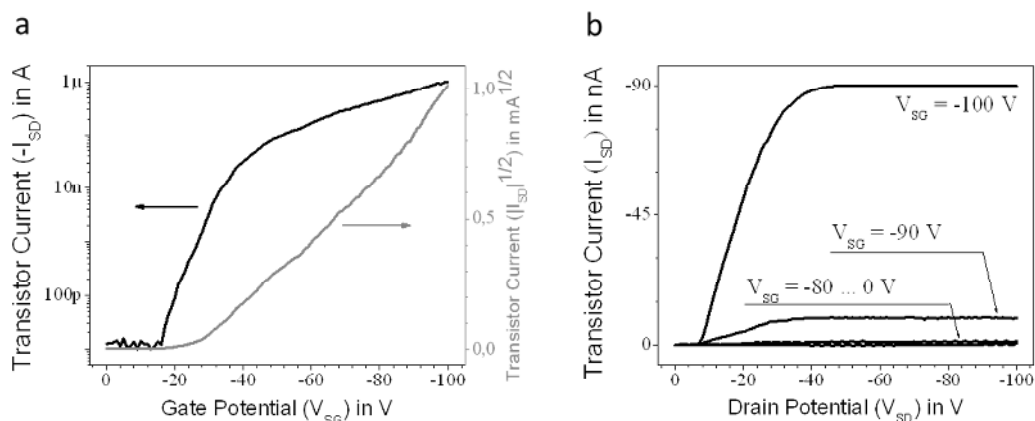 a
Transistor Current (-I_SD) in A
1µ
10µ
100p
0
-20
-40
-60
-80
-100
Gate Potential (V_SG) in V
1,0
0,5
0,0
Transistor Current (|I_SD|^1/2) in mA^1/2
b
Transistor Current (I_SD) in nA
-90
-45
0
V_SG = -100 V
V_SG = -90 V
V_SG = -80 ... 0 V
0
-20
-40
-60
-80
-100
Drain Potential (V_SD) in V